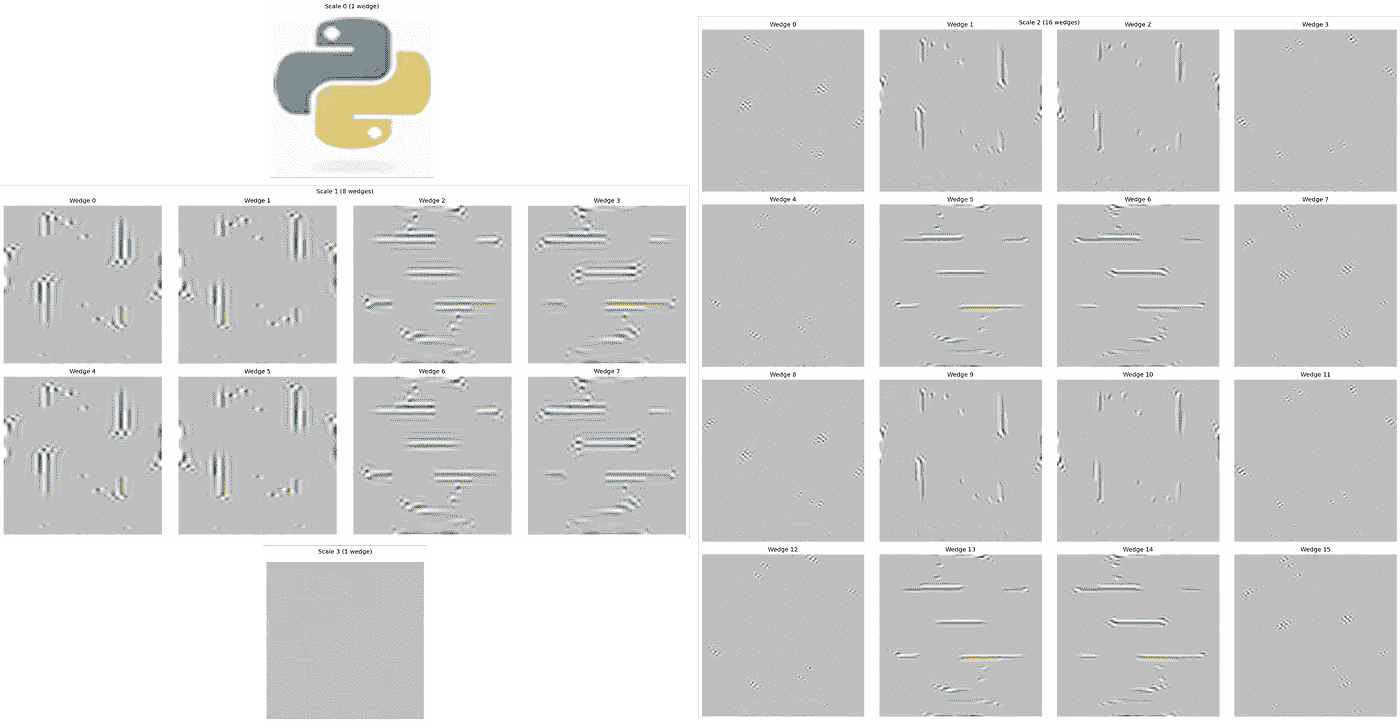 Scale 0 (1 wedge)
Scale 1 (8 wedges)
Wedge 0 Wedge 1 Wedge 2 Wedge 3
Wedge 4 Wedge 5 Wedge 6 Wedge 7
Scale 3 (1 wedge)
Scale 2 (16 wedges)
Wedge 0 Wedge 1 Wedge 2 Wedge 3
Wedge 4 Wedge 5 Wedge 6 Wedge 7
Wedge 8 Wedge 9 Wedge 10 Wedge 11
Wedge 12 Wedge 13 Wedge 14 Wedge 15